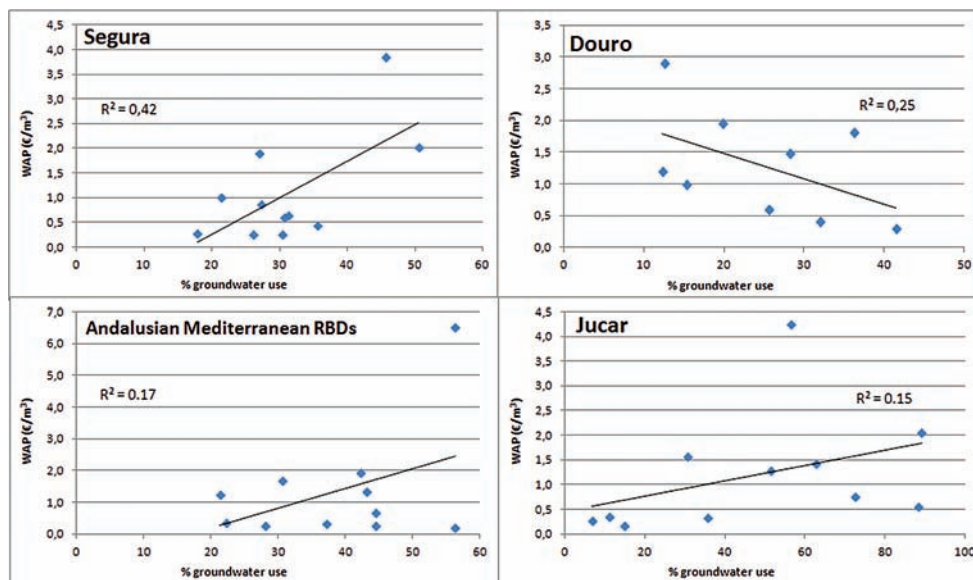 Segura
WAP (€/m³)
4,5
4,0
3,5
3,0
2,5
2,0
1,5
1,0
0,5
0,0
R² = 0,42
0 10 20 30 40 50 60
% groundwater use
Douro
WAP (€/m³)
3,5
3,0
2,5
2,0
1,5
1,0
0,5
0,0
R² = 0,25
0 10 20 30 40 50
% groundwater use
Andalusian Mediterranean RBDs
WAP (€/m³)
7,0
6,0
5,0
4,0
3,0
2,0
1,0
0,0
R² = 0.17
0 10 20 30 40 50 60
% groundwater use
Jucar
WAP (€/m³)
4,5
4,0
3,5
3,0
2,5
2,0
1,5
1,0
0,5
0,0
R² = 0.15
0 20 40 60 80 100
% groundwater use